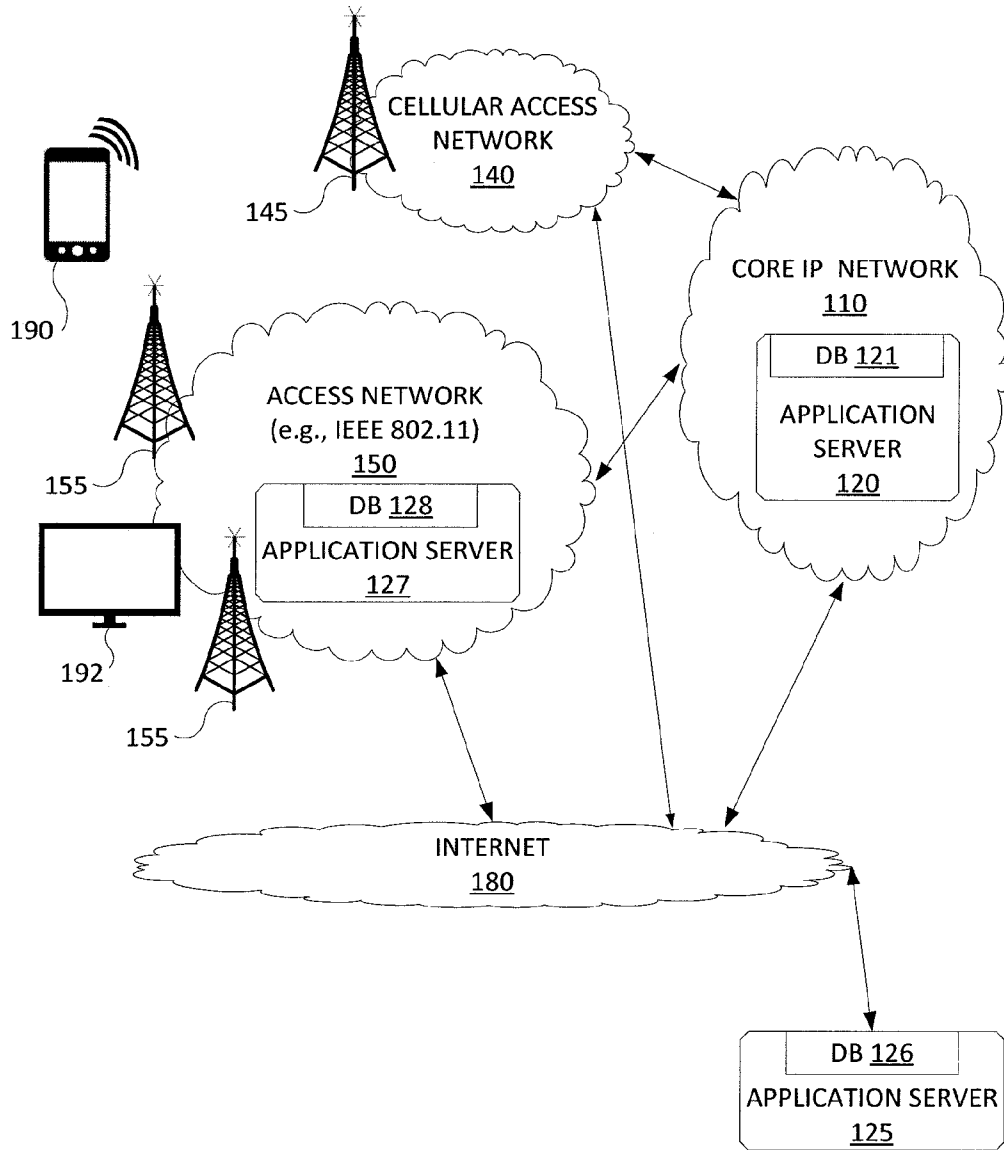 CELLULAR ACCESS
NETWORK
140
145
190
CORE IP NETWORK
110
DB 121
APPLICATION
SERVER
120
155
ACCESS NETWORK
(e.g., IEEE 802.11)
150
DB 128
APPLICATION SERVER
127
192
155
INTERNET
180
DB 126
APPLICATION SERVER
125